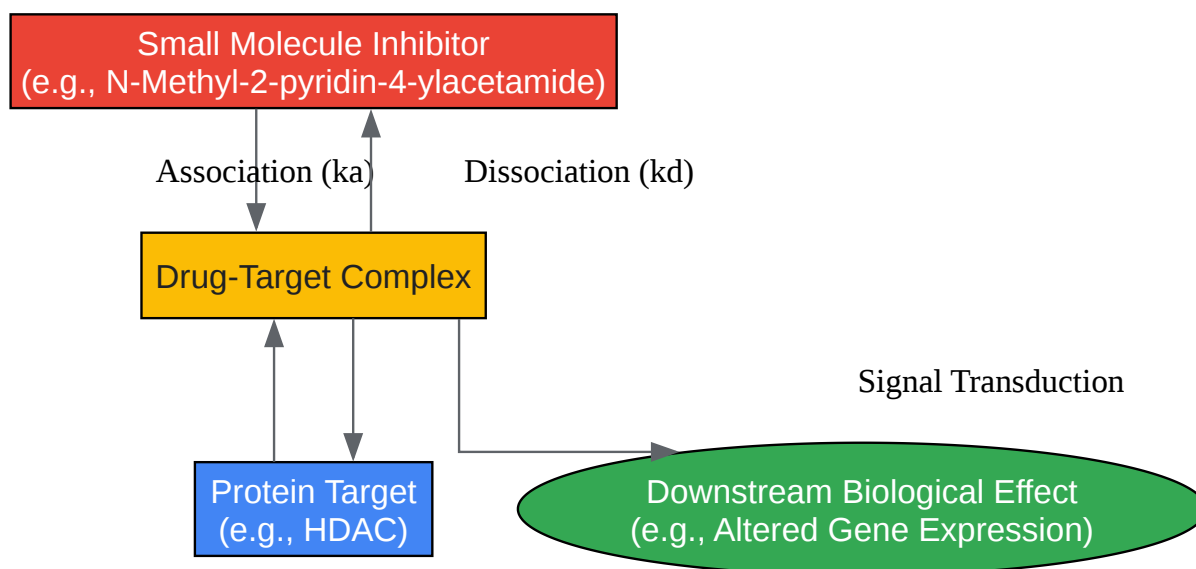 Small Molecule Inhibitor
(e.g., N-Methyl-2-pyridin-4-ylacetamide)
Association (ka)
Dissociation (kd)
Drug-Target Complex
Signal Transduction
Protein Target
(e.g., HDAC)
Downstream Biological Effect
(e.g., Altered Gene Expression)